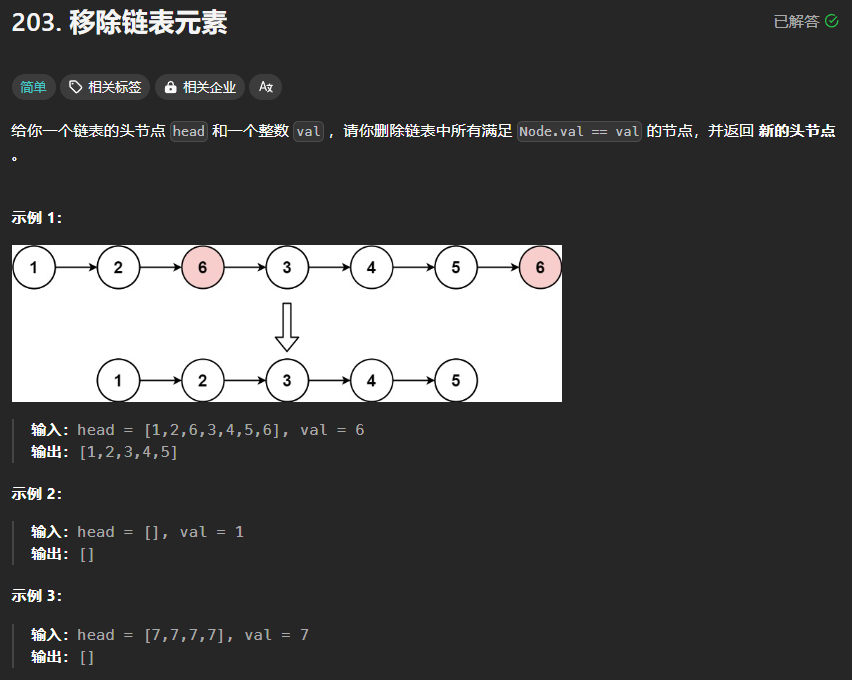 203. 移除链表元素
已解答
简单 相关标签 相关企业 Ax
给你一个链表的头节点 head 和一个整数 val ，请你删除链表中所有满足 Node.val == val 的节点，并返回 新的头节点
。
示例 1：
1 2 6 3 4 5 6
1 2 3 4 5
输入：head = [1,2,6,3,4,5,6], val = 6
输出：[1,2,3,4,5]
示例 2：
输入：head = [], val = 1
输出：[]
示例 3：
输入：head = [7,7,7,7], val = 7
输出：[]